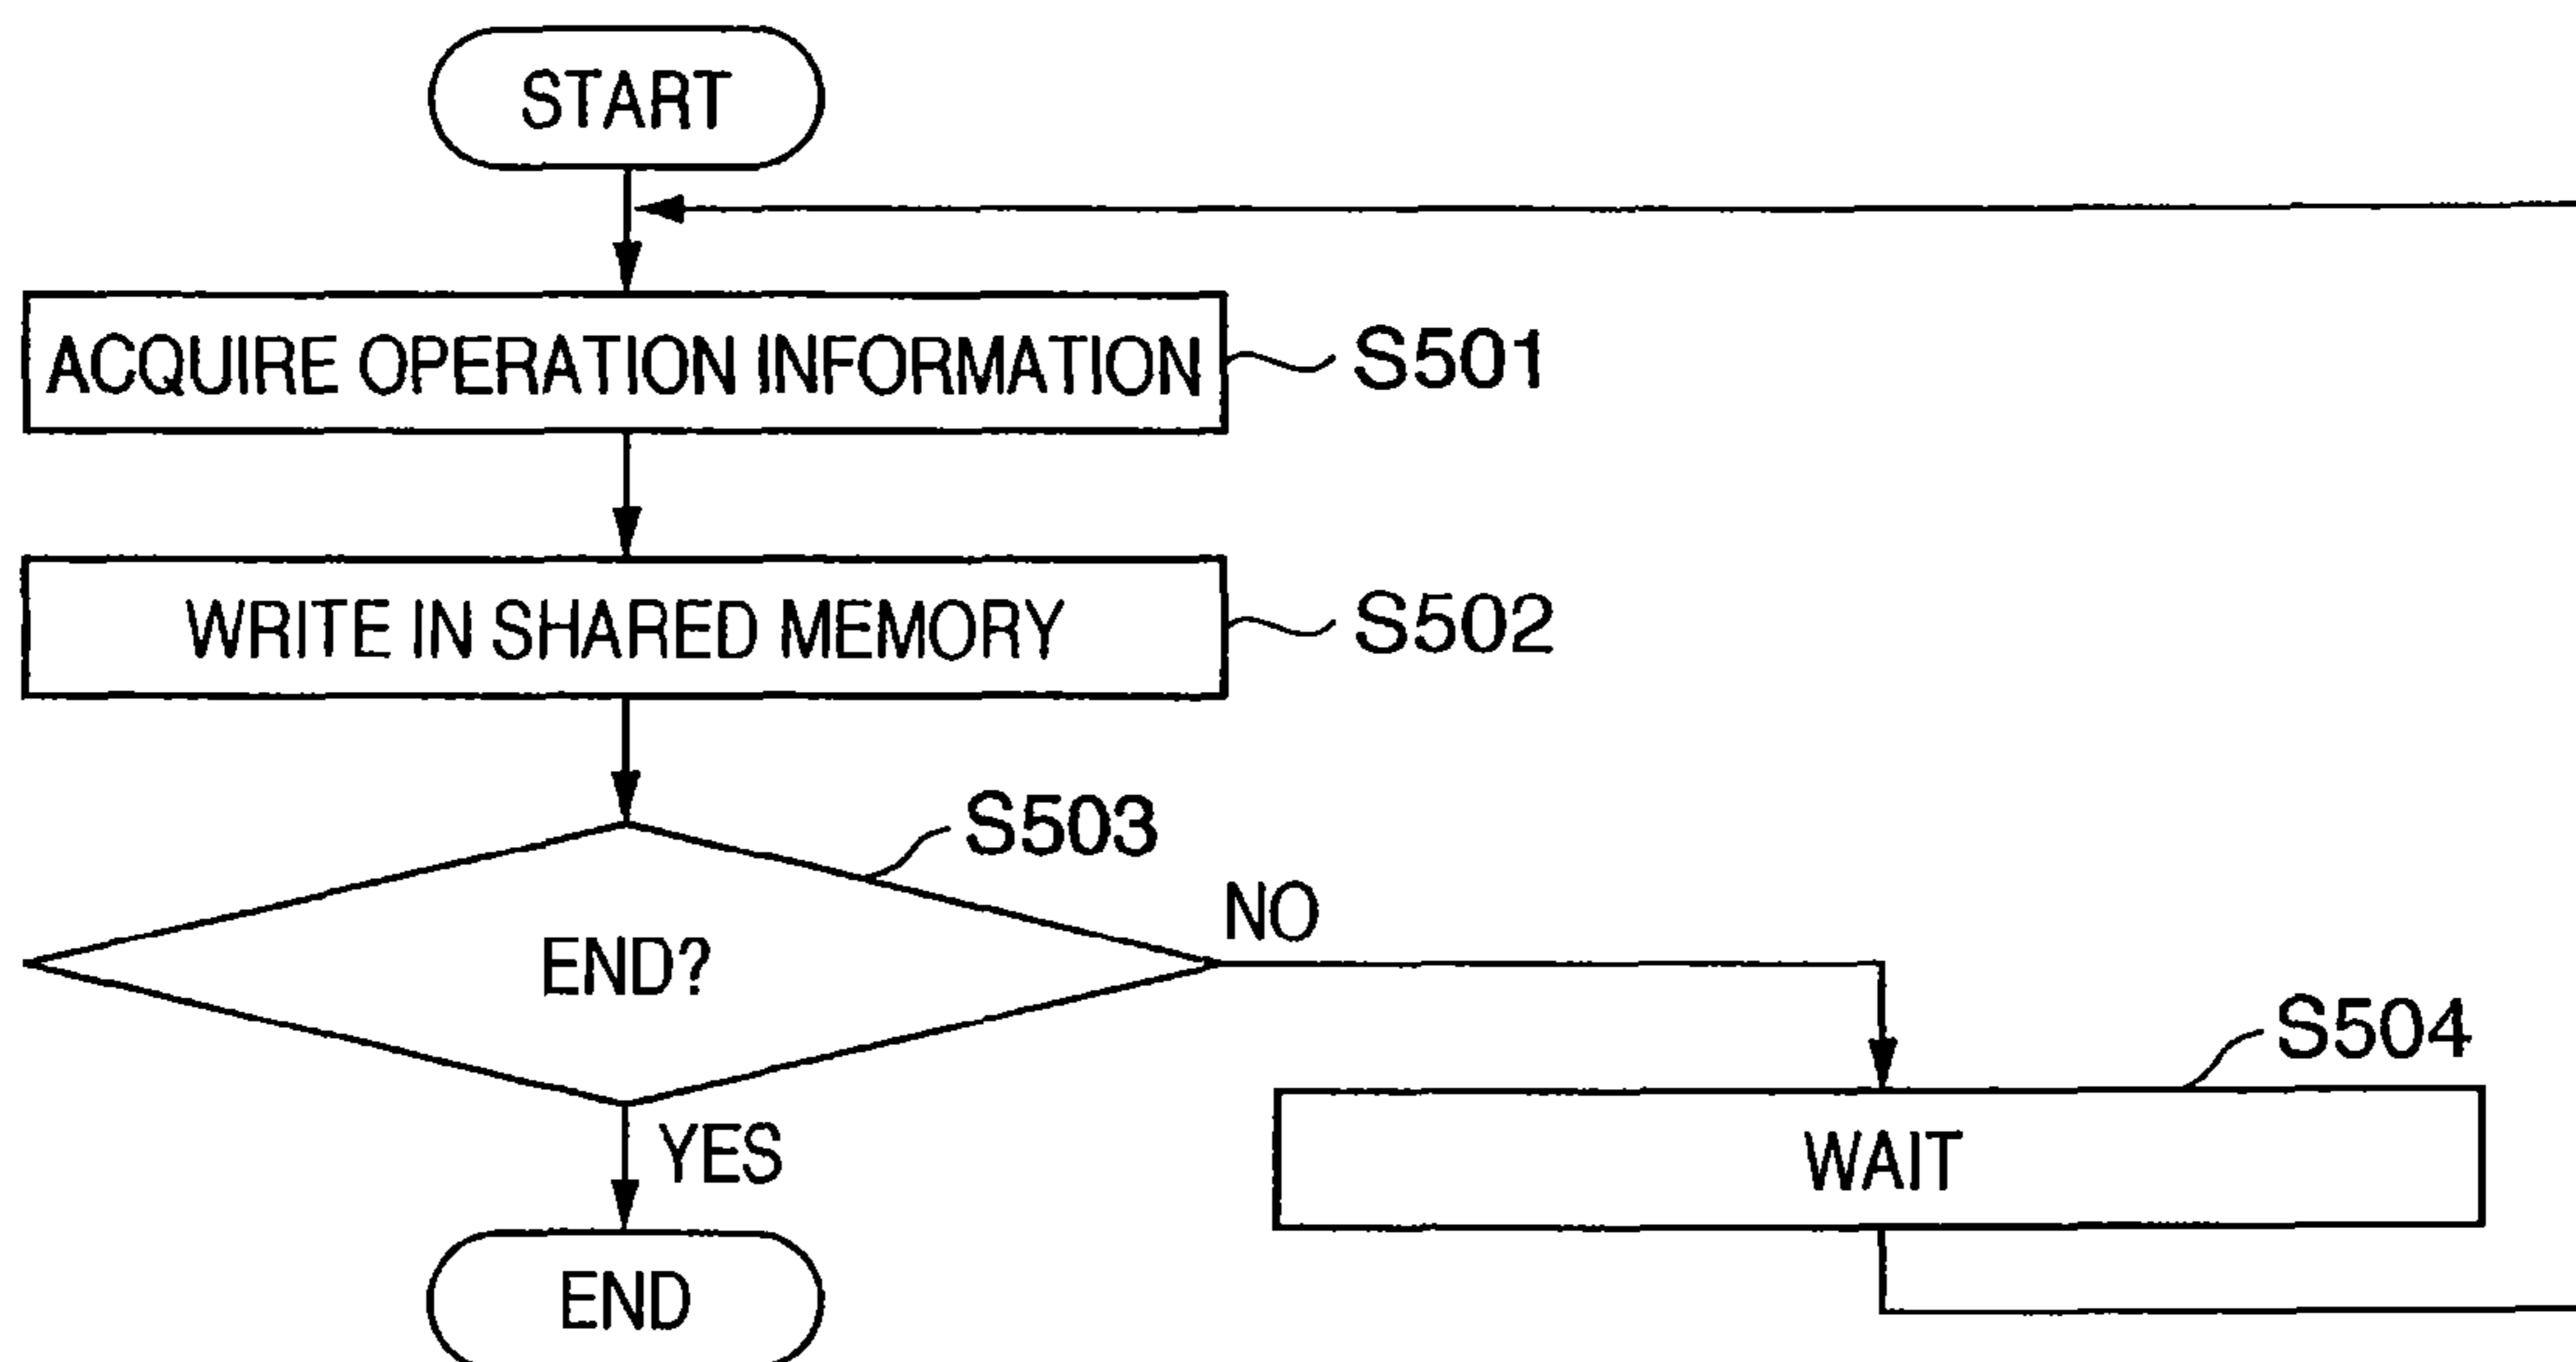 START
ACQUIRE OPERATION INFORMATION
S501
WRITE IN SHARED MEMORY
S502
S503
END?
NO
S504
WAIT
YES
END